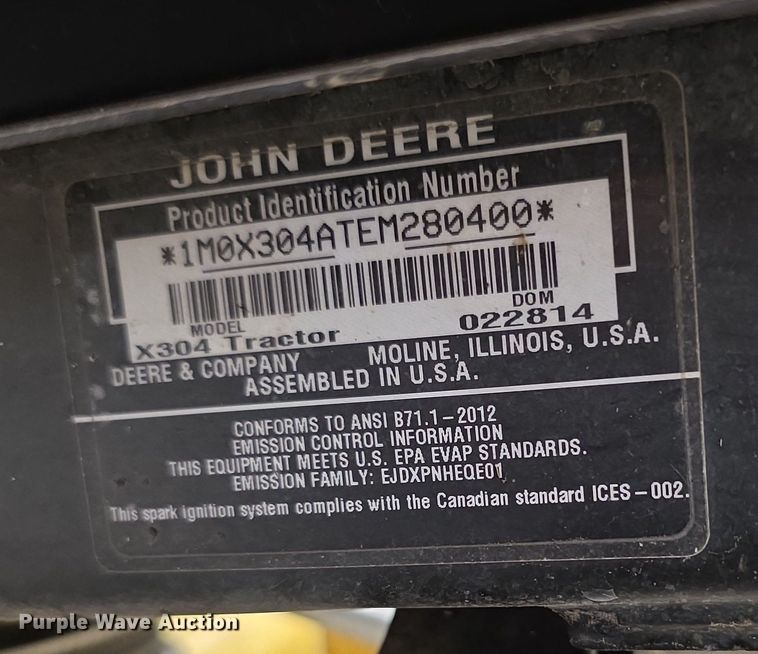 JOHN DEERE
Product Identification Number
*1M0X304ATEM280400*
MODEL DOM
X304 Tractor 022814
DEERE & COMPANY MOLINE, ILLINOIS, U.S.A.
ASSEMBLED IN U.S.A.
CONFORMS TO ANSI B71.1-2012
EMISSION CONTROL INFORMATION
THIS EQUIPMENT MEETS U.S. EPA EVAP STANDARDS.
EMISSION FAMILY: EJDXPNHEQE01
This spark ignition system complies with the Canadian standard ICES-002.
Purple Wave Auction